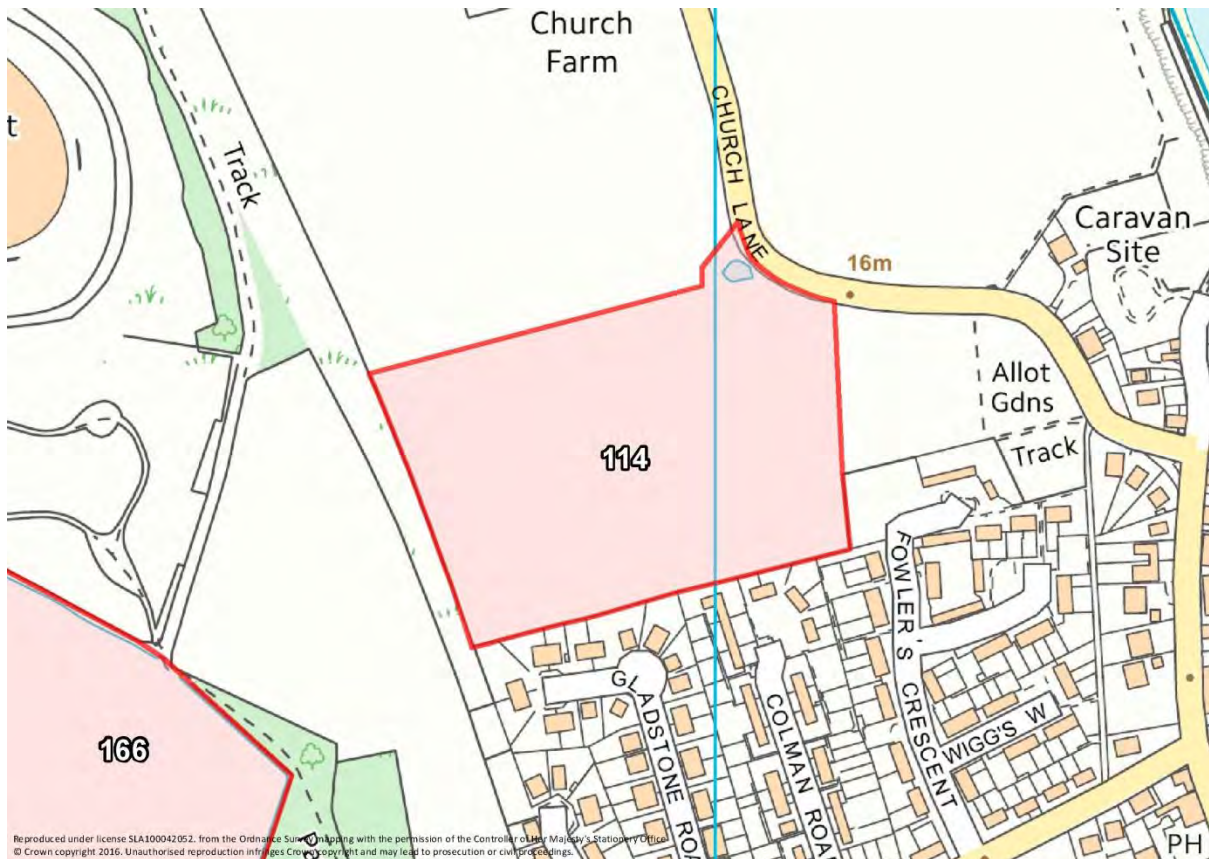 Church
Farm
CHURCH LANE
t
Track
16m
Caravan
Site
Allot
Gdns
Track
114
FOWLER'S CRESCENT
WIGG'S W
GLADSTONE ROA
COLMAN ROA
166
PH
Reproduced under license SLA100042052. from the Ordnance Survey mapping with the permission of the Controller of Her Majesty's Stationery Office
© Crown copyright 2016. Unauthorised reproduction infringes Crown copyright and may lead to prosecution or civil proceedings.